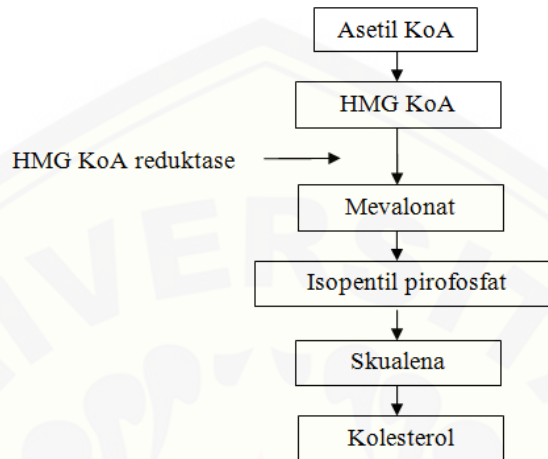 Asetil KoA
HMG KoA
HMG KoA reduktase
Mevalonat
Isopentil pirofosfat
Skualena
Kolesterol